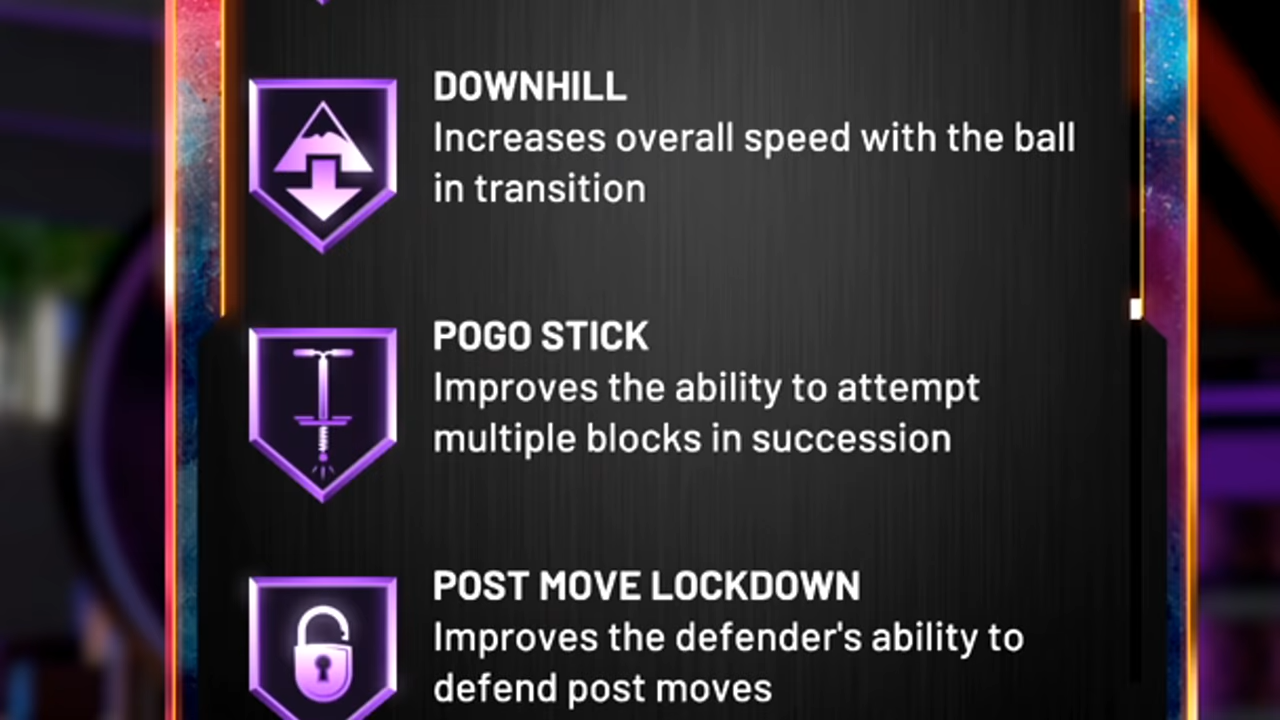 DOWNHILL
Increases overall speed with the ball
in transition
POGO STICK
Improves the ability to attempt
multiple blocks in succession
POST MOVE LOCKDOWN
Improves the defender's ability to
defend post moves